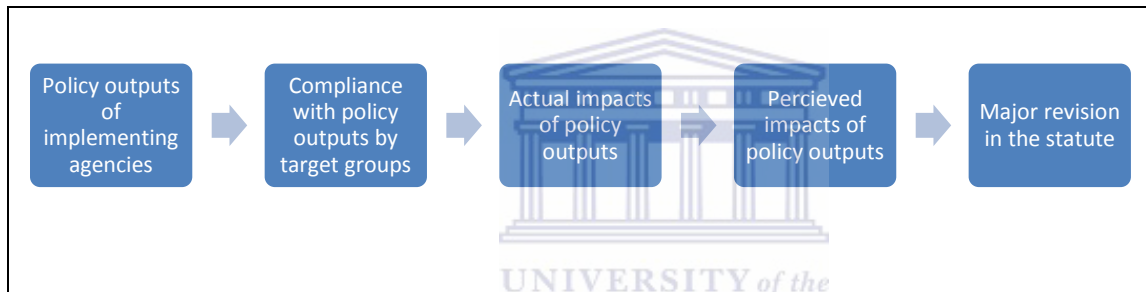 Policy outputs
of
implementing
agencies
Compliance
with policy
outputs by
target groups
Actual impacts
of policy
outputs
Percieved
impacts of
policy outputs
Major revision
in the statute
UNIVERSITY of the